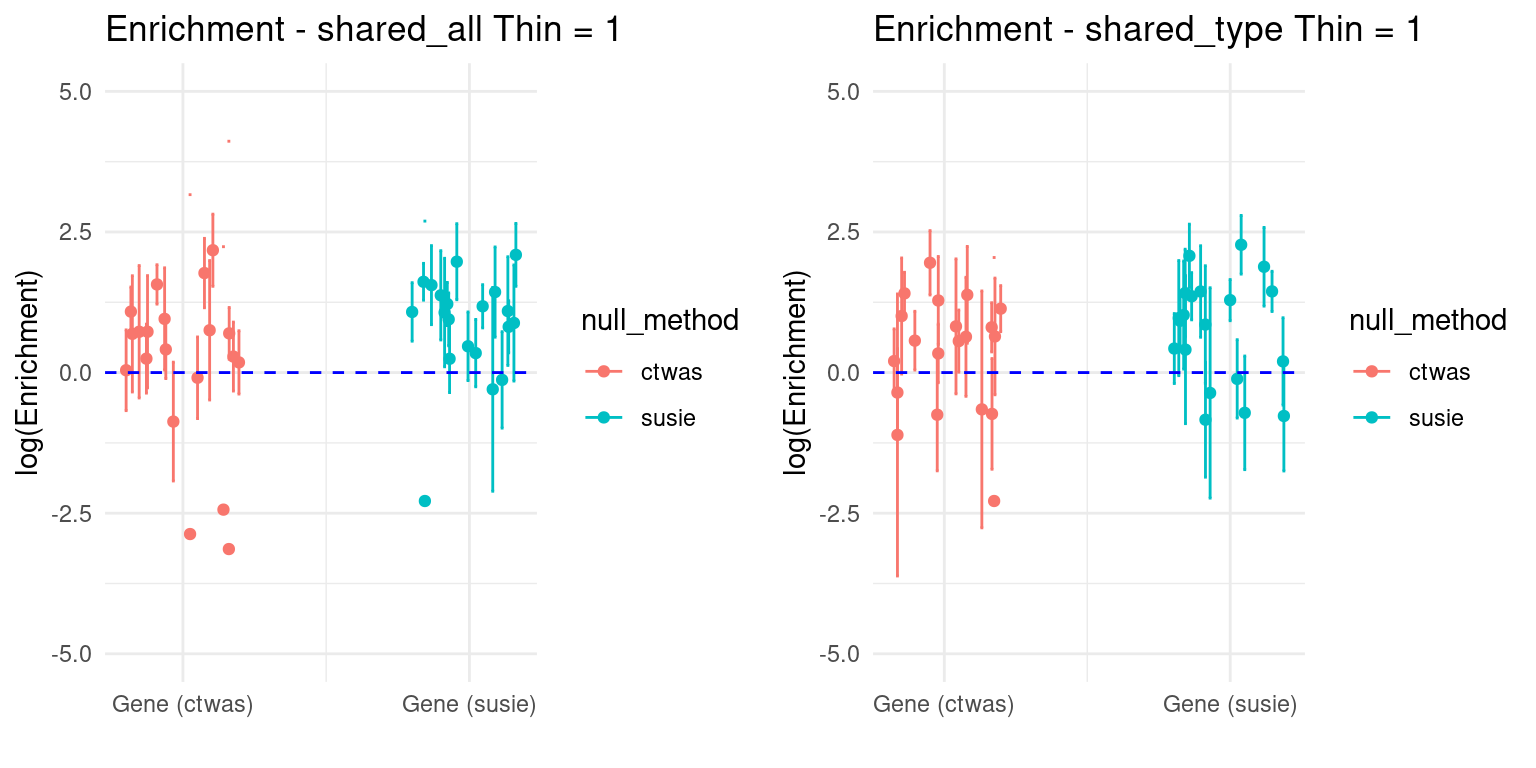 Enrichment - shared_all Thin = 1
log(Enrichment)
5.0
2.5
0.0
-2.5
-5.0
Gene (ctwas)
Gene (susie)
null_method
ctwas
susie
Enrichment - shared_type Thin = 1
log(Enrichment)
5.0
2.5
0.0
-2.5
-5.0
Gene (ctwas)
Gene (susie)
null_method
ctwas
susie